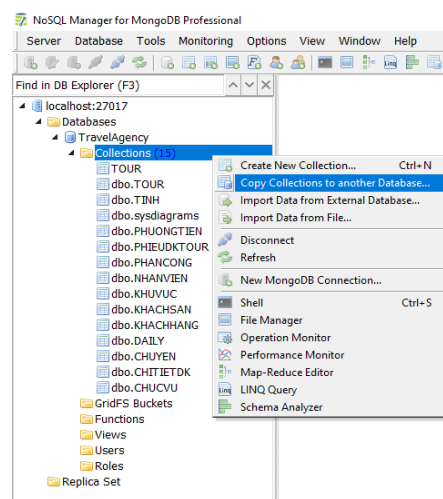 NoSQL Manager for MongoDB Professional
Server Database Tools Monitoring Options View Window Help
Find in DB Explorer (F3)
localhost:27017
Databases
TravelAgency
Collections (15)
TOUR
dbo.TOUR
dbo.TINH
dbo.sysdiagrams
dbo.PHUONGTIEN
dbo.PHIEUDKTOUR
dbo.PHANCONG
dbo.NHANVIEN
dbo.KHUVUC
dbo.KHACHSAN
dbo.KHACHHANG
dbo.DAILY
dbo.CHUYEN
dbo.CHITIETDK
dbo.CHUCVU
GridFS Buckets
Functions
Views
Users
Roles
Replica Set
Create New Collection... Ctrl+N
Copy Collections to another Database...
Import Data from External Database...
Import Data from File...
Disconnect
Refresh
New MongoDB Connection...
Shell Ctrl+S
File Manager
Operation Monitor
Performance Monitor
Map-Reduce Editor
LINQ Query
Schema Analyzer